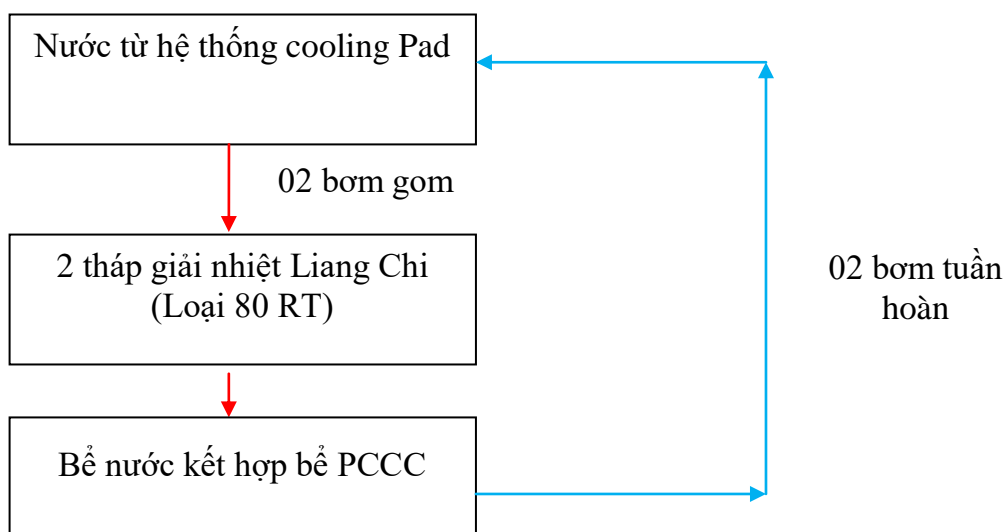 Nước từ hệ thống cooling Pad
02 bơm gom
2 tháp giải nhiệt Liang Chi
(Loại 80 RT)
02 bơm tuần
hoàn
Bể nước kết hợp bể PCCC